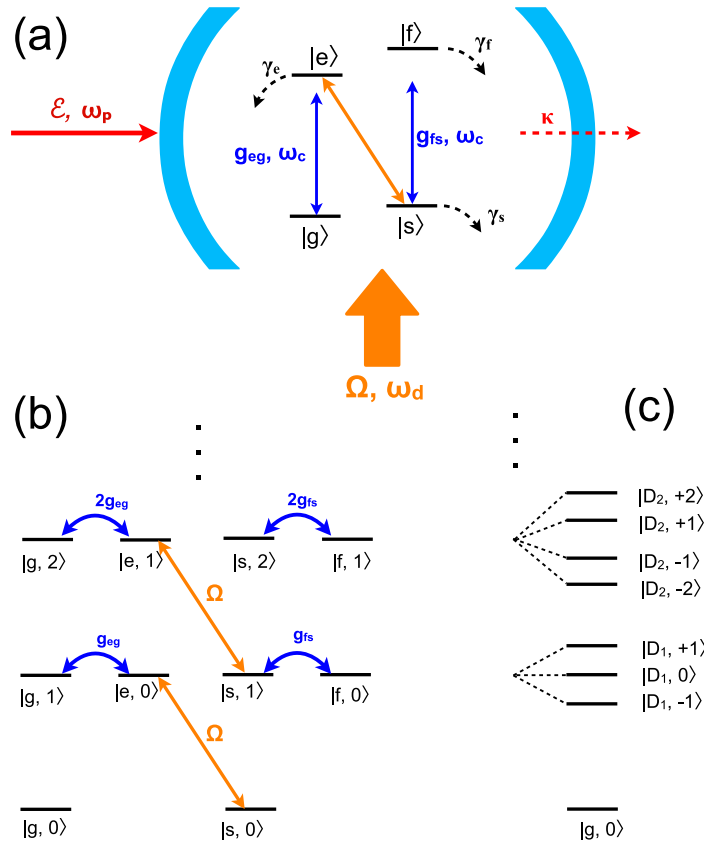 (a)
|f⟩
|e⟩
γf
γe
ℰ, ωp
κ
geg, ωc
gfs, ωc
|g⟩
|s⟩
γs
Ω, ωd
(b)
(c)
2geg
2gfs
|g, 2⟩
|e, 1⟩
|s, 2⟩
|f, 1⟩
|D2, +2⟩
|D2, +1⟩
|D2, -1⟩
|D2, -2⟩
Ω
geg
gfs
|g, 1⟩
|e, 0⟩
|s, 1⟩
|f, 0⟩
|D1, +1⟩
|D1, 0⟩
|D1, -1⟩
Ω
|g, 0⟩
|s, 0⟩
|g, 0⟩